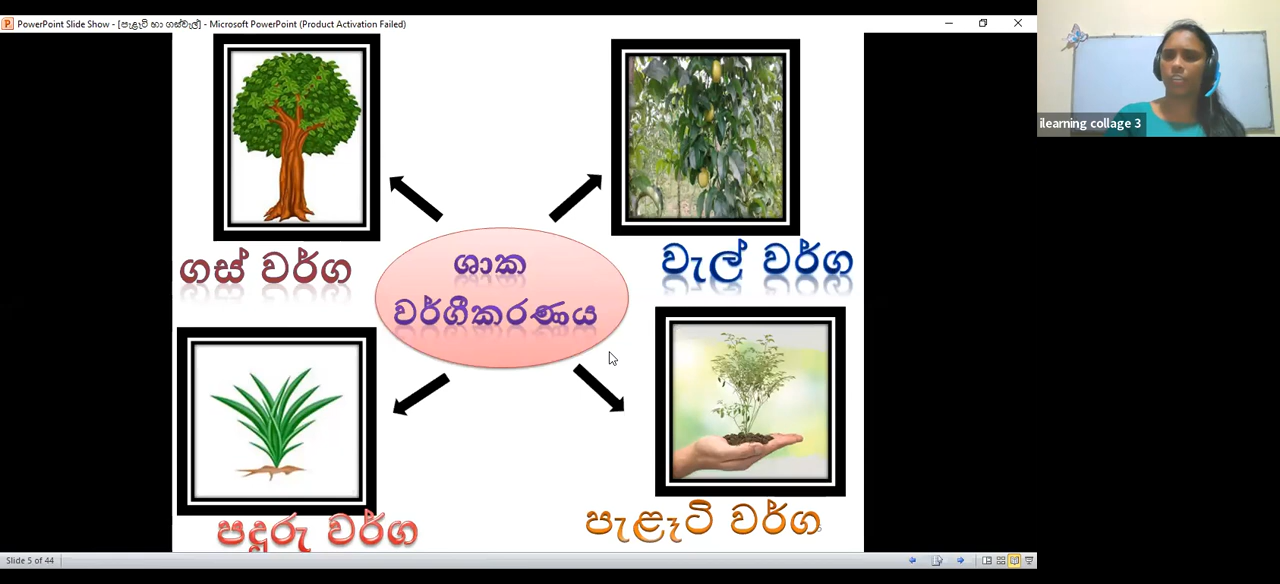 PowerPoint Slide Show - [පැළෑටි හා ගස්වැල්] - Microsoft PowerPoint (Product Activation Failed)
ilearning collage 3
ගස් වර්ග
වැල් වර්ග
ශාක
වර්ගීකරණය
පඳුරු වර්ග
පැළෑටි වර්ග
Slide 5 of 44